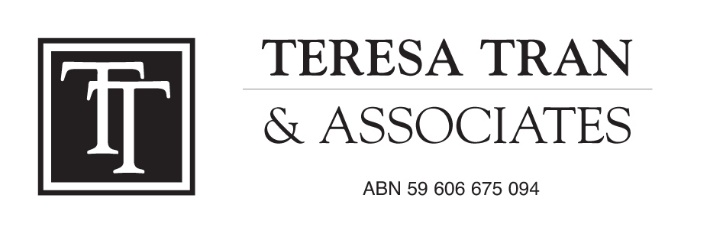 TT
TERESA TRAN
& ASSOCIATES
ABN 59 606 675 094